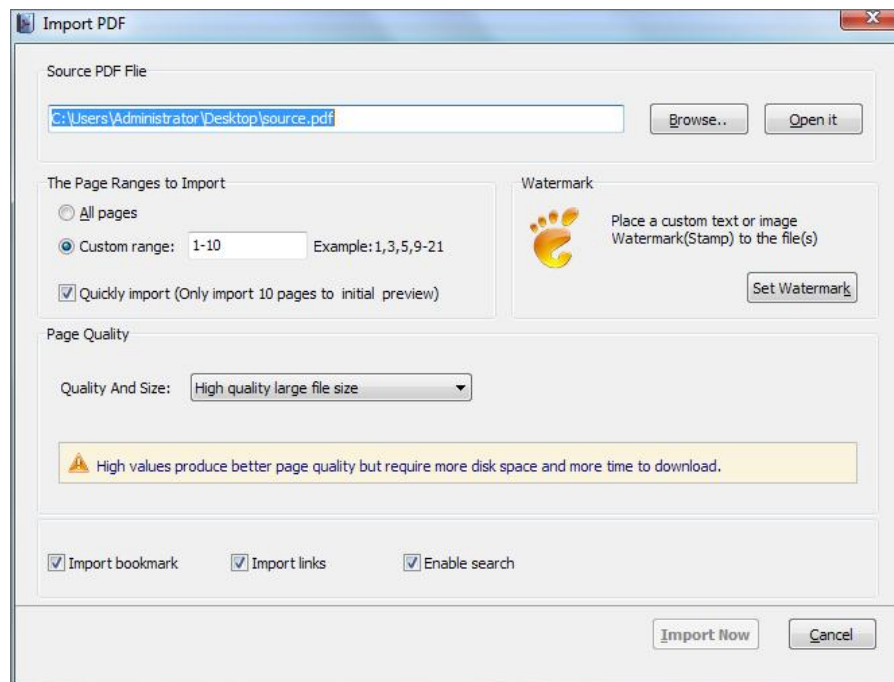 Import PDF
Source PDF Flie
C:\Users\Administrator\Desktop\source.pdf
Browse..
Open it
The Page Ranges to Import
All pages
Custom range:
1-10
Example:1,3,5,9-21
Quickly import (Only import 10 pages to initial preview)
Watermark
Place a custom text or image
Watermark(Stamp) to the file(s)
Set Watermark
Page Quality
Quality And Size:
High quality large file size
High values produce better page quality but require more disk space and more time to download.
Import bookmark
Import links
Enable search
Import Now
Cancel